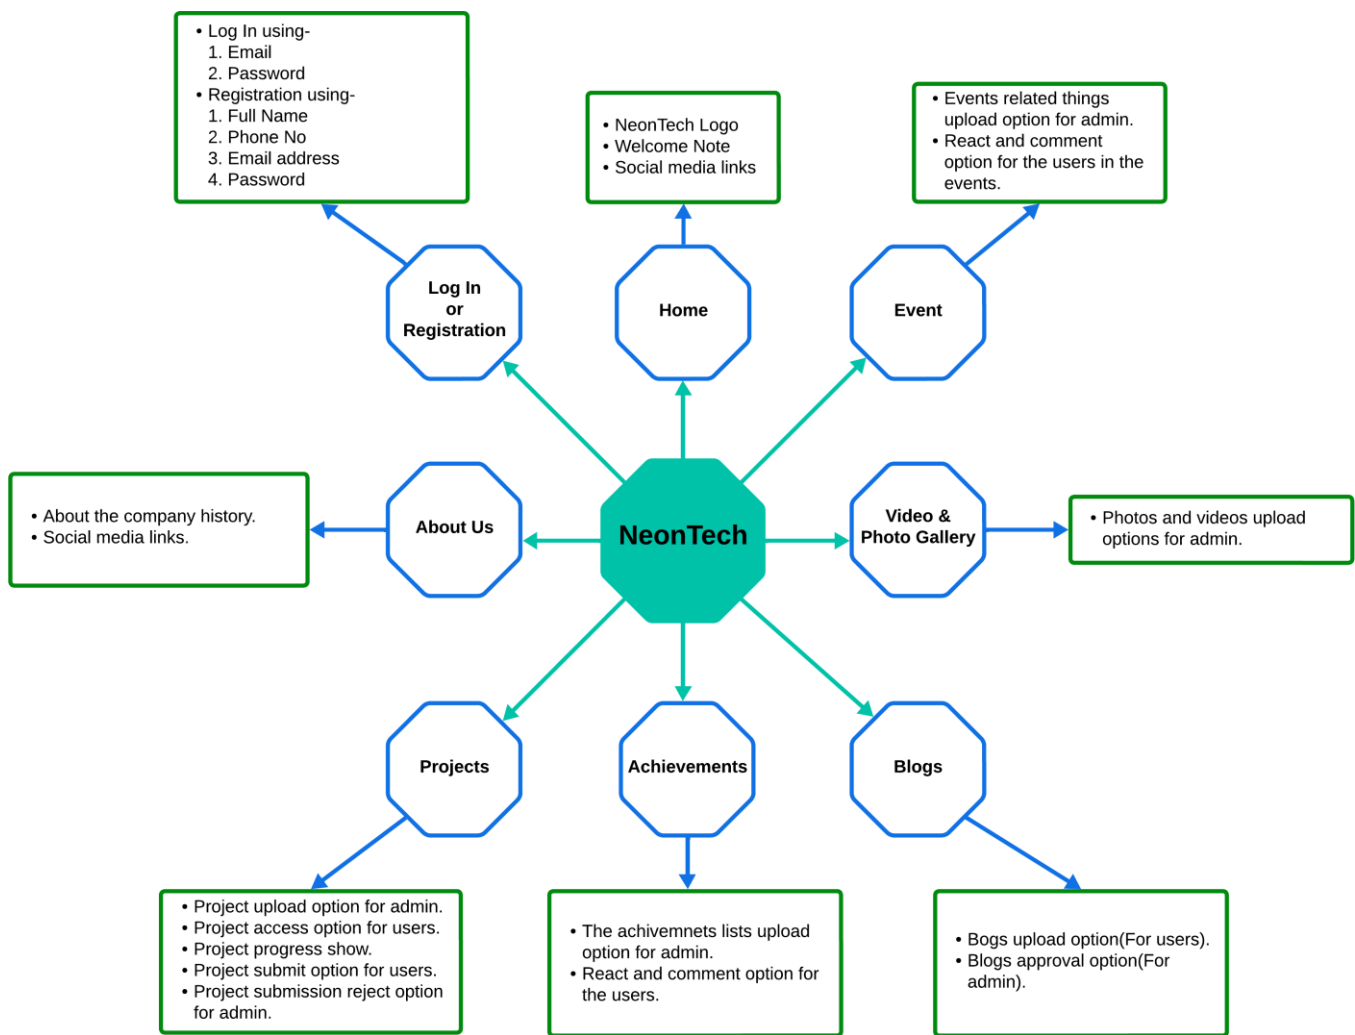 • Log In using-
1. Email
2. Password
• Registration using-
1. Full Name
2. Phone No
3. Email address
4. Password
• NeonTech Logo
• Welcome Note
• Social media links
• Events related things
upload option for admin.
• React and comment
option for the users in the
events.
Log In
or
Registration
Home
Event
• About the company history.
• Social media links.
About Us
NeonTech
Video &
Photo Gallery
• Photos and videos upload
options for admin.
Projects
Achievements
Blogs
• Project upload option for admin.
• Project access option for users.
• Project progress show.
• Project submit option for users.
• Project submission reject option
for admin.
• The achivemnets lists upload
option for admin.
• React and comment option for
the users.
• Bogs upload option(For users).
• Blogs approval option(For
admin).